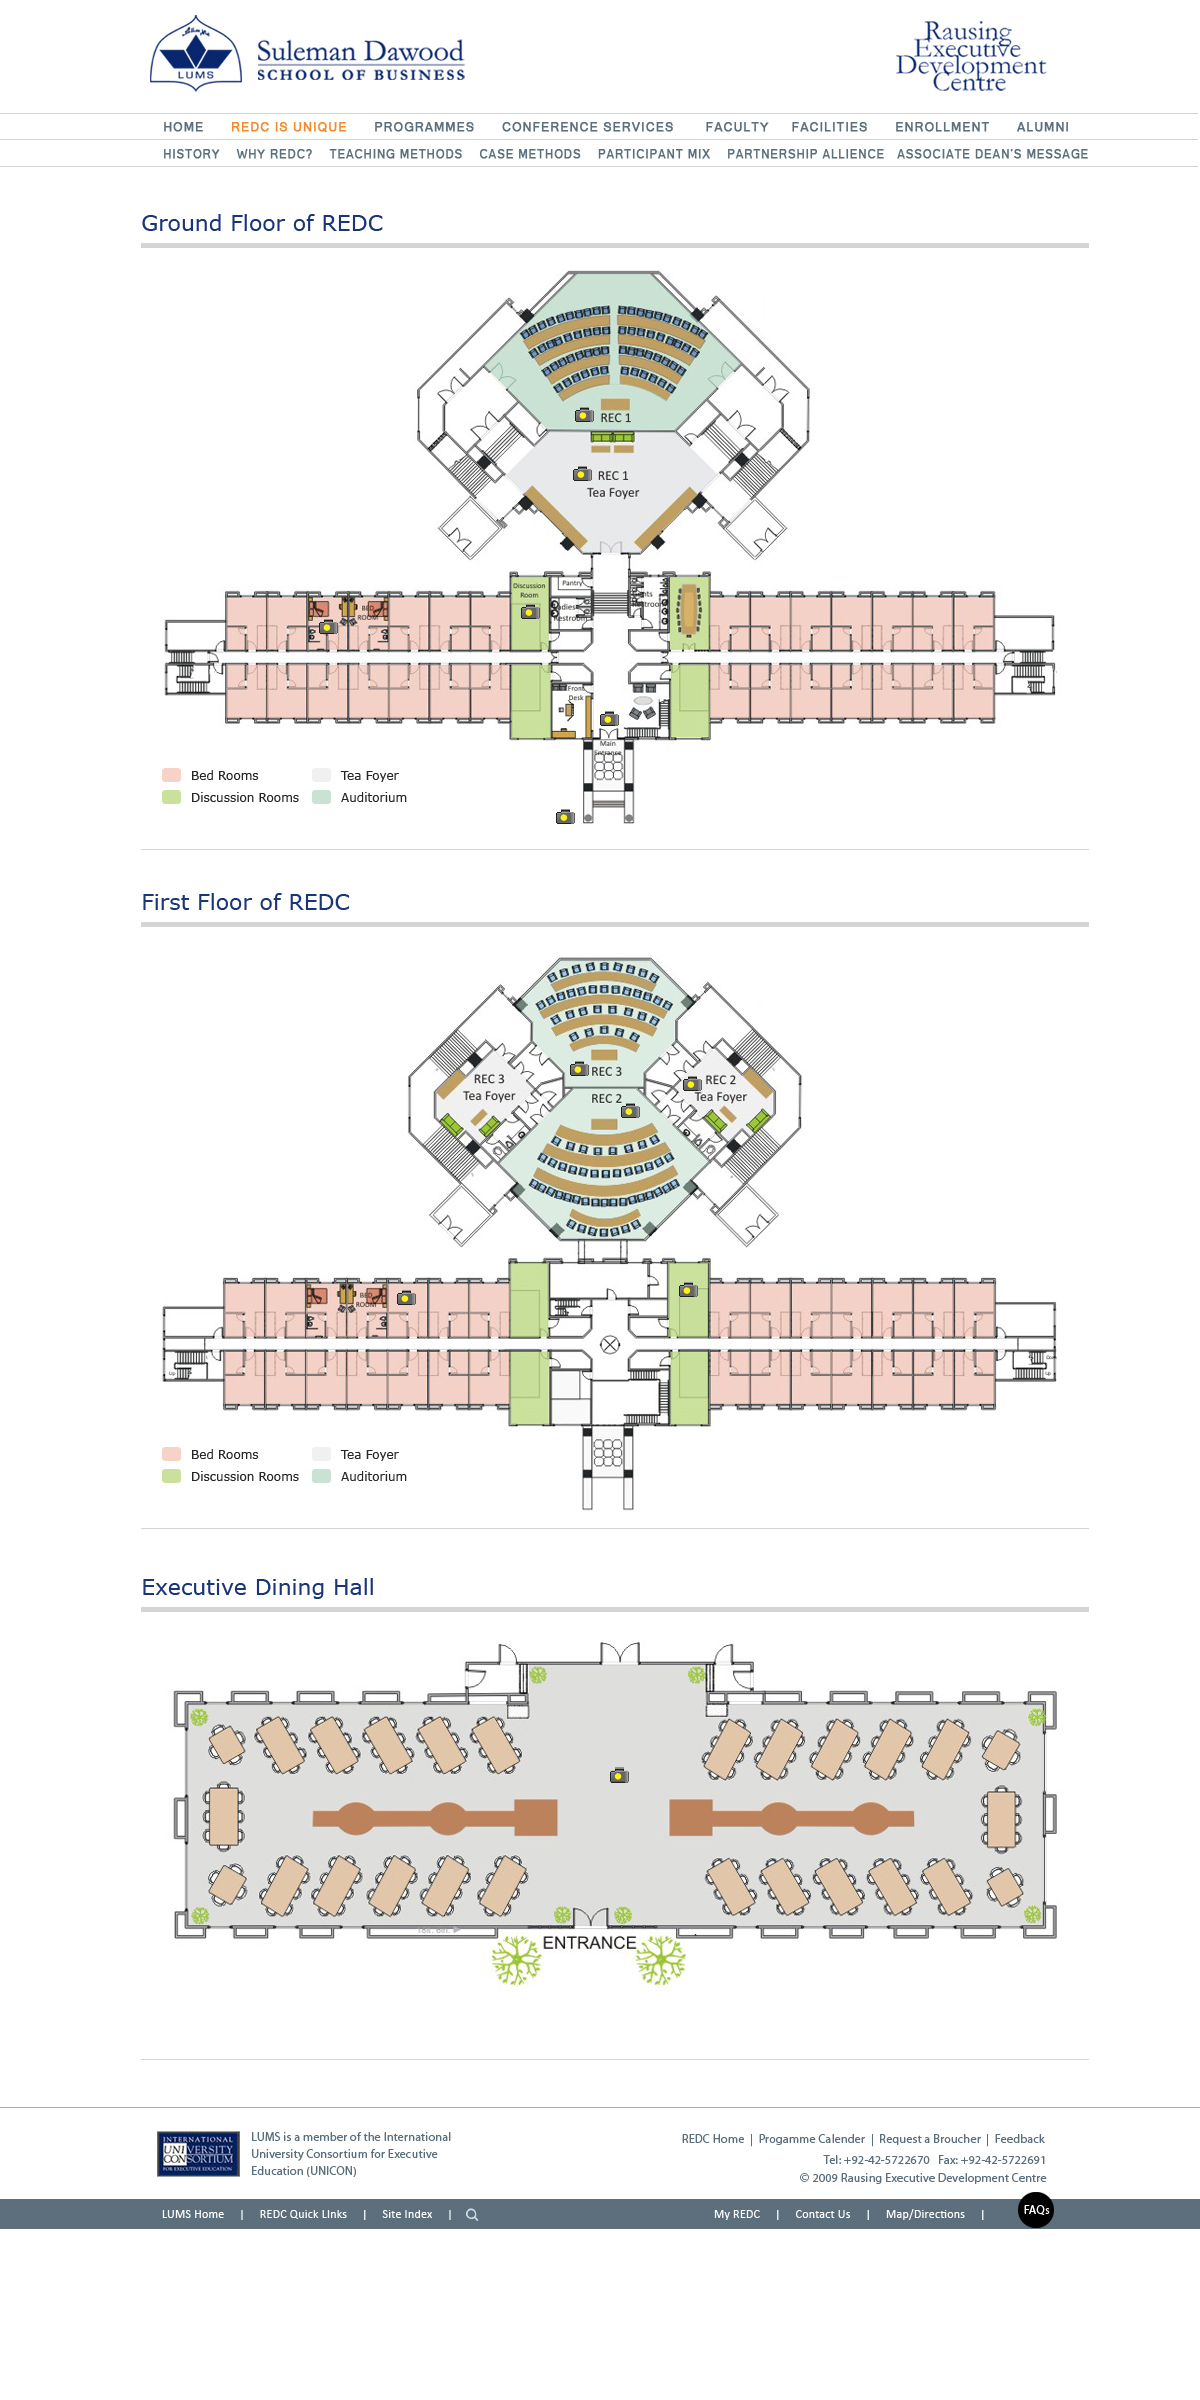 LUMS
Suleman Dawood
SCHOOL OF BUSINESS
Rausing
Executive
Development
Centre
HOME REDC IS UNIQUE PROGRAMMES CONFERENCE SERVICES FACULTY FACILITIES ENROLLMENT ALUMNI
HISTORY WHY REDC? TEACHING METHODS CASE METHODS PARTICIPANT MIX PARTNERSHIP ALLIENCE ASSOCIATE DEAN'S MESSAGE
Ground Floor of REDC
REC 1
REC 1
Tea Foyer
Discussion
Room
Pantry
Restroom
BED
ROOM
Front
Desk
Main
Entrance
Bed Rooms Tea Foyer
Discussion Rooms Auditorium
First Floor of REDC
REC 3
REC 3
Tea Foyer
REC 2
Tea Foyer
REC 2
BED
ROOM
Up
Up
Bed Rooms Tea Foyer
Discussion Rooms Auditorium
Executive Dining Hall
ENTRANCE
INTERNATIONAL
UNIVERSITY
CONSORTIUM
FOR EXECUTIVE EDUCATION
LUMS is a member of the International
University Consortium for Executive
Education (UNICON)
REDC Home | Progamme Calender | Request a Broucher | Feedback
Tel: +92-42-5722670 Fax: +92-42-5722691
© 2009 Rausing Executive Development Centre
LUMS Home | REDC Quick LInks | Site Index | My REDC | Contact Us | Map/Directions | FAQs